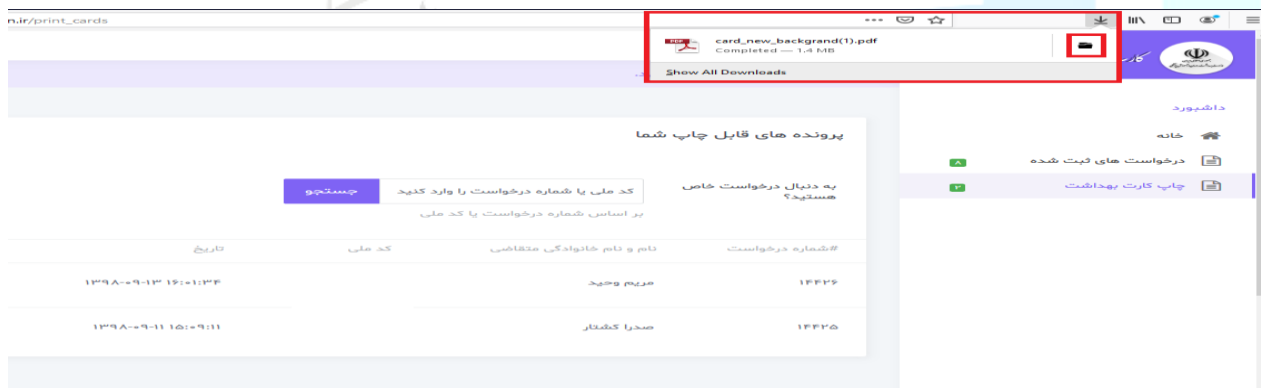 n.ir/print_cards
card_new_backgrand(1).pdf
Completed — 1.4 MB
Show All Downloads
کارت
داشبورد
خانه
درخواست های ثبت شده
۸
چاپ کارت بهداشت
۲
پرونده های قابل چاپ شما
به دنبال درخواست خاص هستید؟
کد ملی یا شماره درخواست را وارد کنید
جستجو
بر اساس شماره درخواست یا کد ملی
#شماره درخواست نام و نام خانوادگی متقاضی کد ملی تاریخ
۱۴۴۲۶ مریم وحید ۱۳۹۸-۰۹-۱۳ ۱۶:۰۱:۳۴
۱۴۴۲۵ صدرا کشتار ۱۳۹۸-۰۹-۱۱ ۱۵:۰۹:۱۱